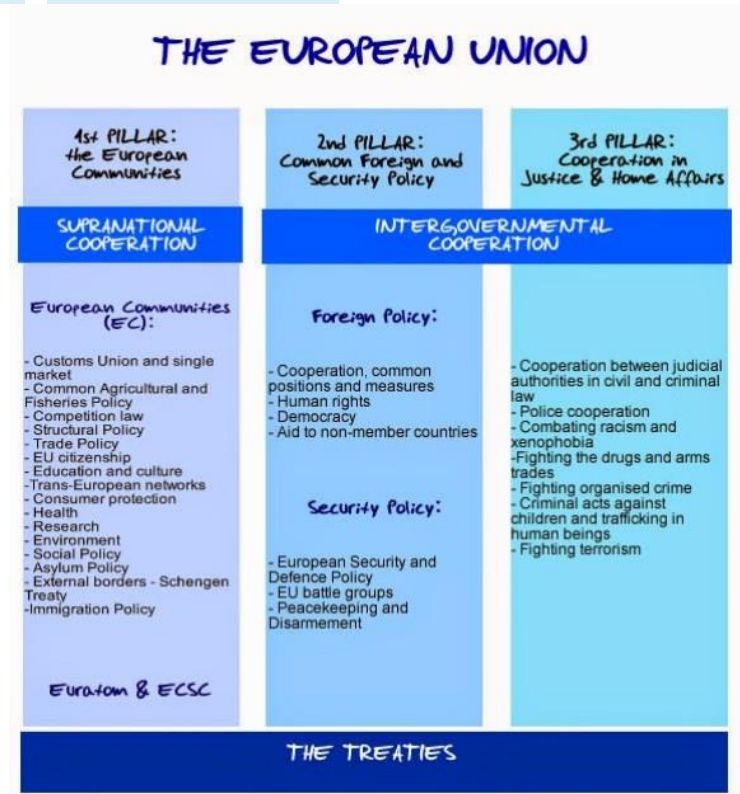 THE EUROPEAN UNION
1st PILLAR:
the European
Communities
SUPRANATIONAL
COOPERATION
European Communities
(EC):
- Customs Union and single
market
- Common Agricultural and
Fisheries Policy
- Competition law
- Structural Policy
- Trade Policy
- EU citizenship
- Education and culture
-Trans-European networks
- Consumer protection
- Health
- Research
- Environment
- Social Policy
- Asylum Policy
- External borders - Schengen
Treaty
-Immigration Policy
Euratom & ECSC
2nd PILLAR:
Common Foreign and
Security Policy
INTERGOVERNMENTAL
COOPERATION
Foreign Policy:
- Cooperation, common
positions and measures
- Human rights
- Democracy
- Aid to non-member countries
Security Policy:
- European Security and
Defence Policy
- EU battle groups
- Peacekeeping and
Disarmement
3rd PILLAR:
Cooperation in
Justice & Home Affairs
- Cooperation between judicial
authorities in civil and criminal
law
- Police cooperation
- Combating racism and
xenophobia
-Fighting the drugs and arms
trades
- Fighting organised crime
- Criminal acts against
children and trafficking in
human beings
- Fighting terrorism
THE TREATIES